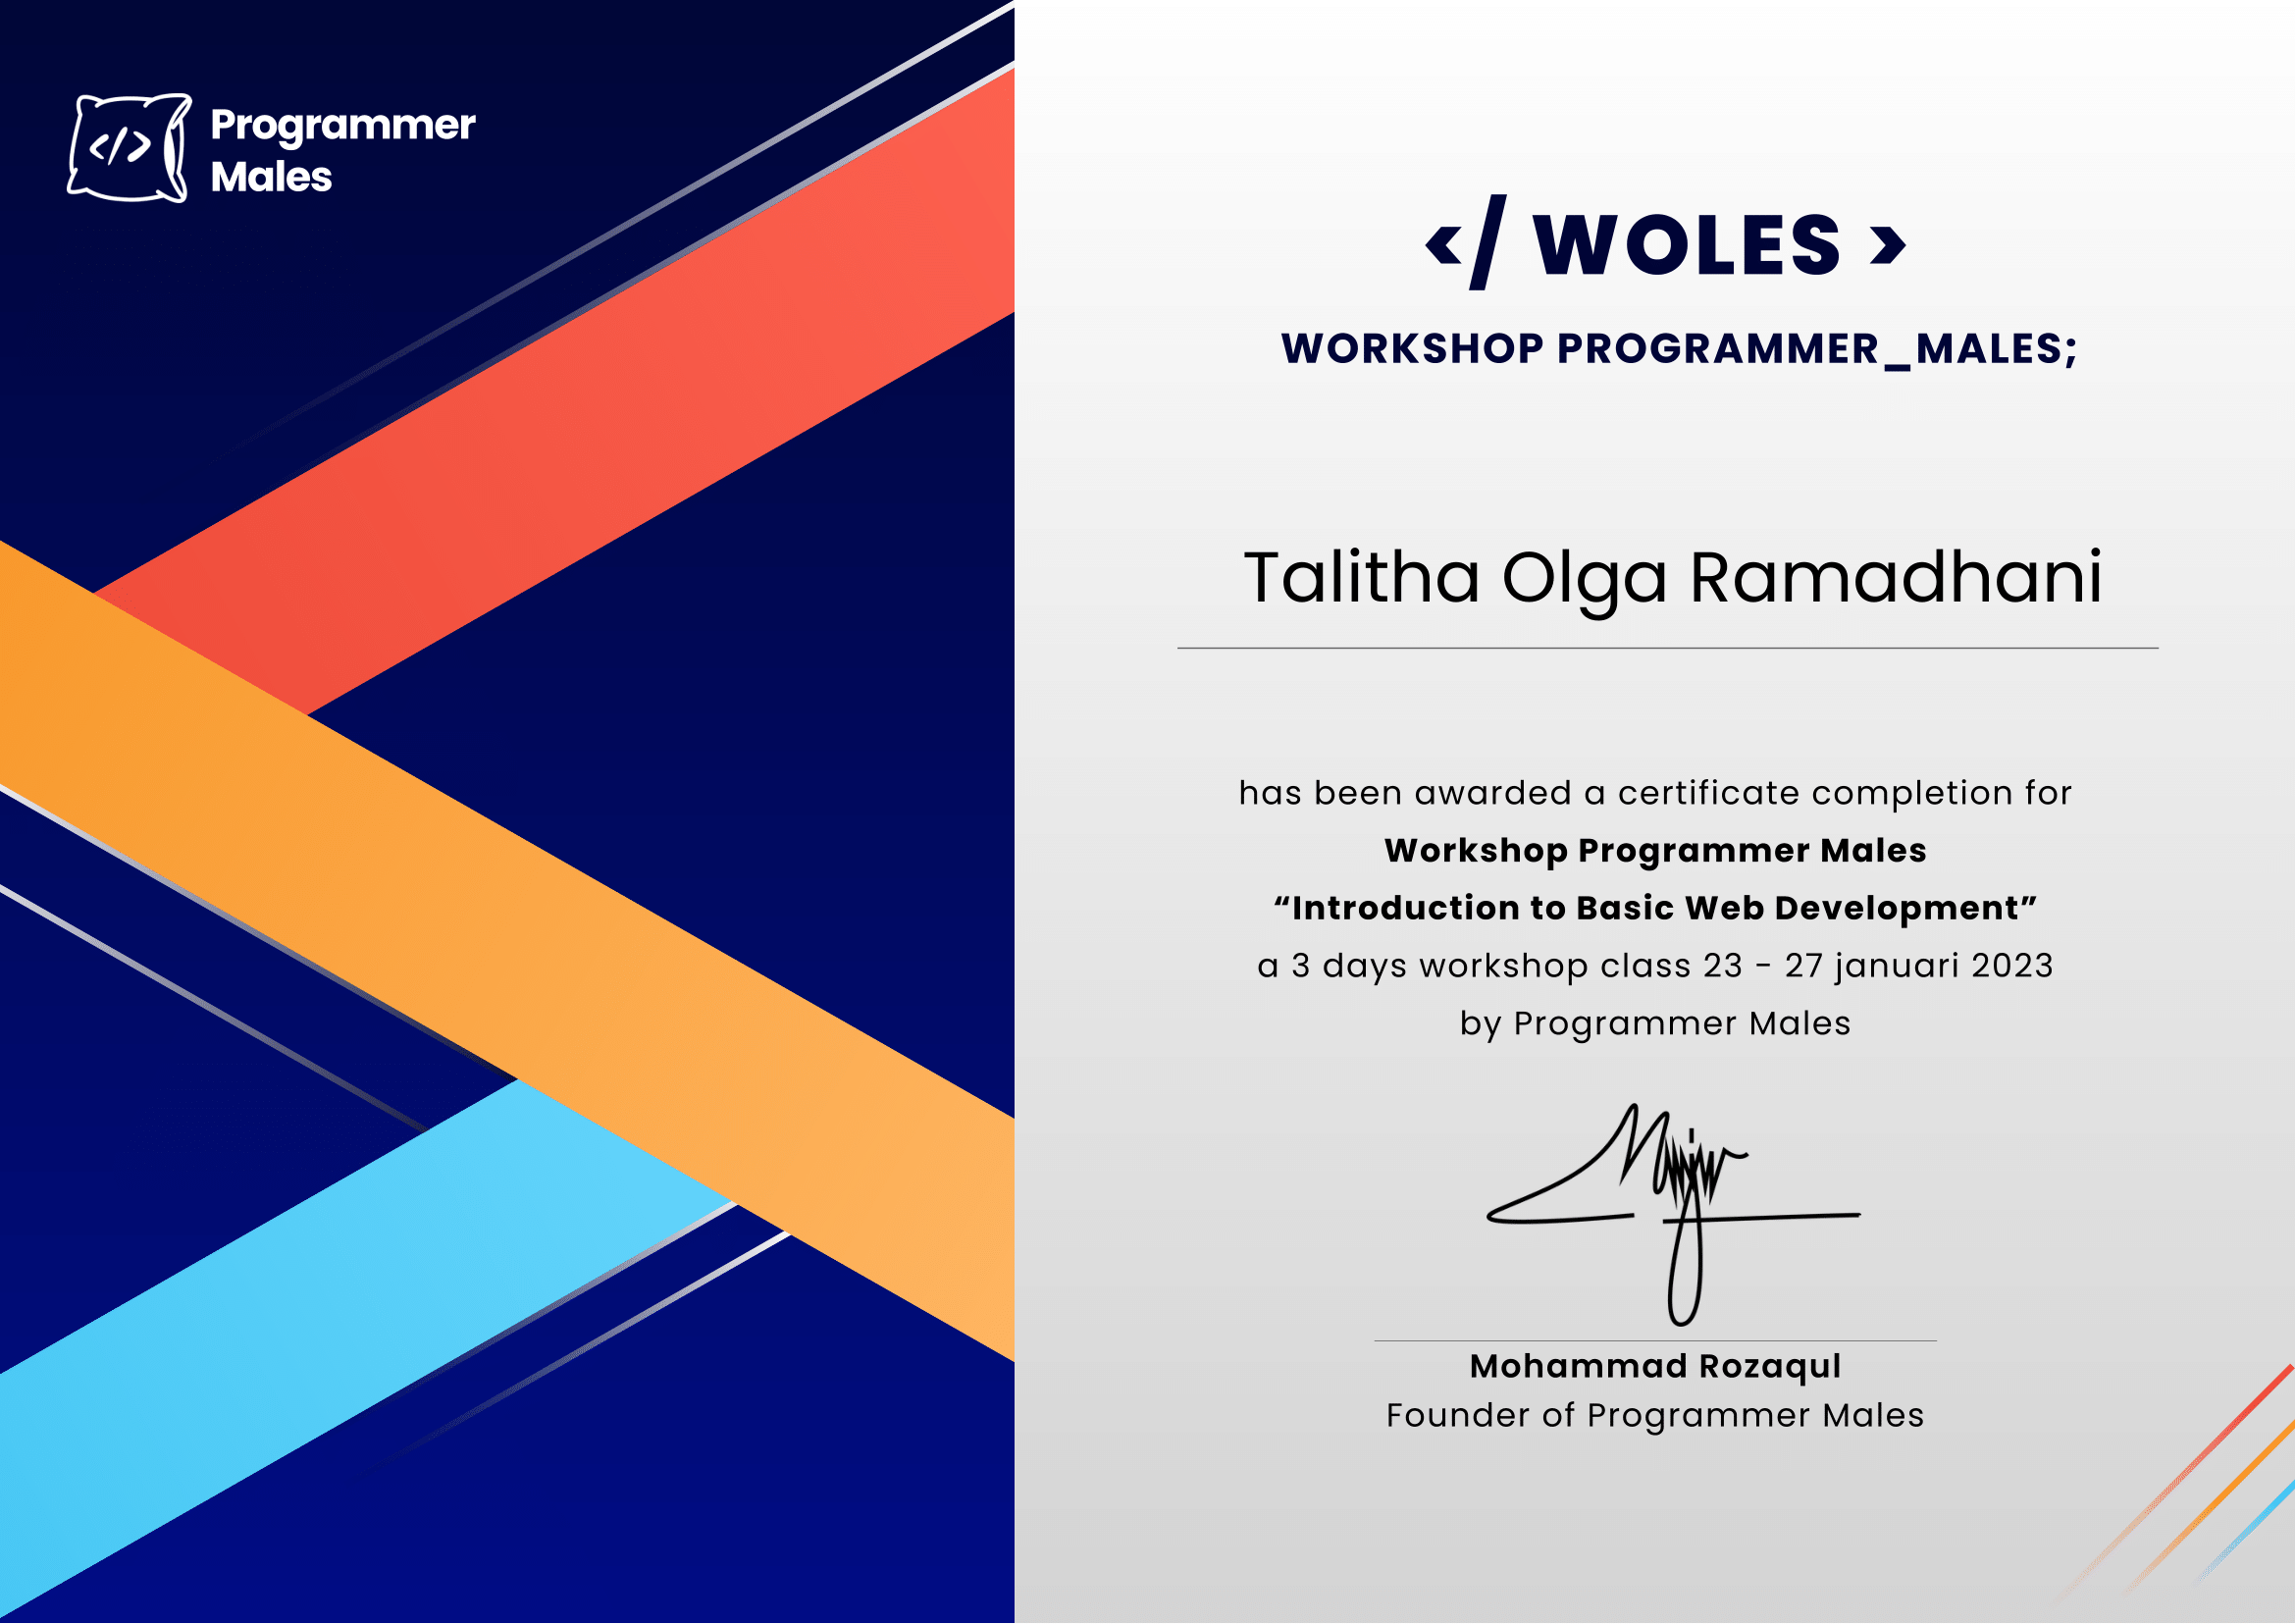 </>
Programmer
Males
</ WOLES >
WORKSHOP PROGRAMMER_MALES;
Talitha Olga Ramadhani
has been awarded a certificate completion for
Workshop Programmer Males
“Introduction to Basic Web Development”
a 3 days workshop class 23 - 27 januari 2023
by Programmer Males
Mohammad Rozaqul
Founder of Programmer Males